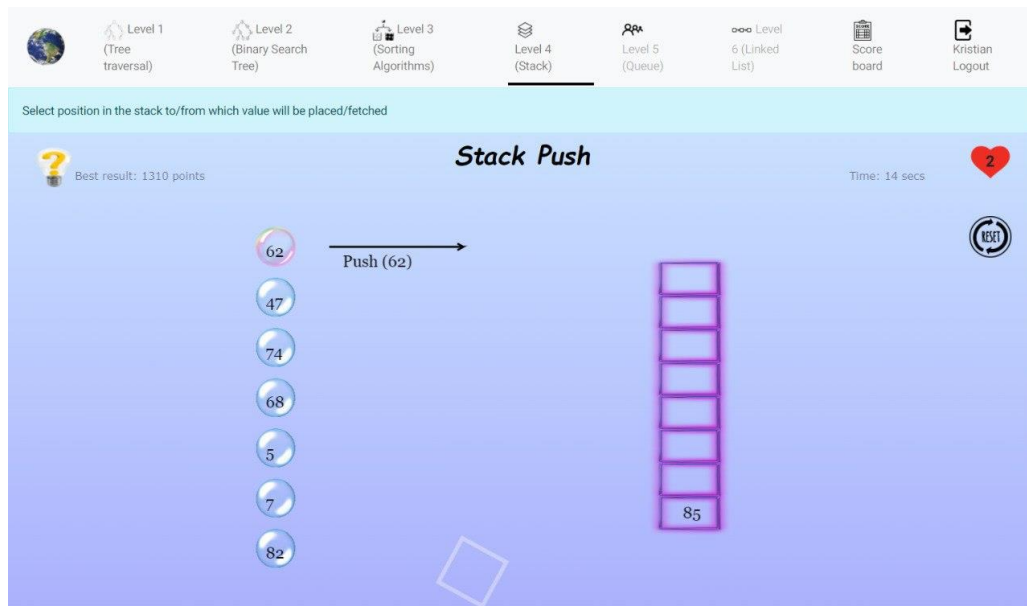 Level 1
(Tree
traversal)
Level 2
(Binary Search
Tree)
Level 3
(Sorting
Algorithms)
Level 4
(Stack)
Level 5
(Queue)
Level
6 (Linked
List)
SCORE
Score
board
Kristian
Logout
Select position in the stack to/from which value will be placed/fetched
Stack Push
?
Best result: 1310 points
Time: 14 secs
2
RESET
62
Push (62)
47
74
68
5
7
85
82